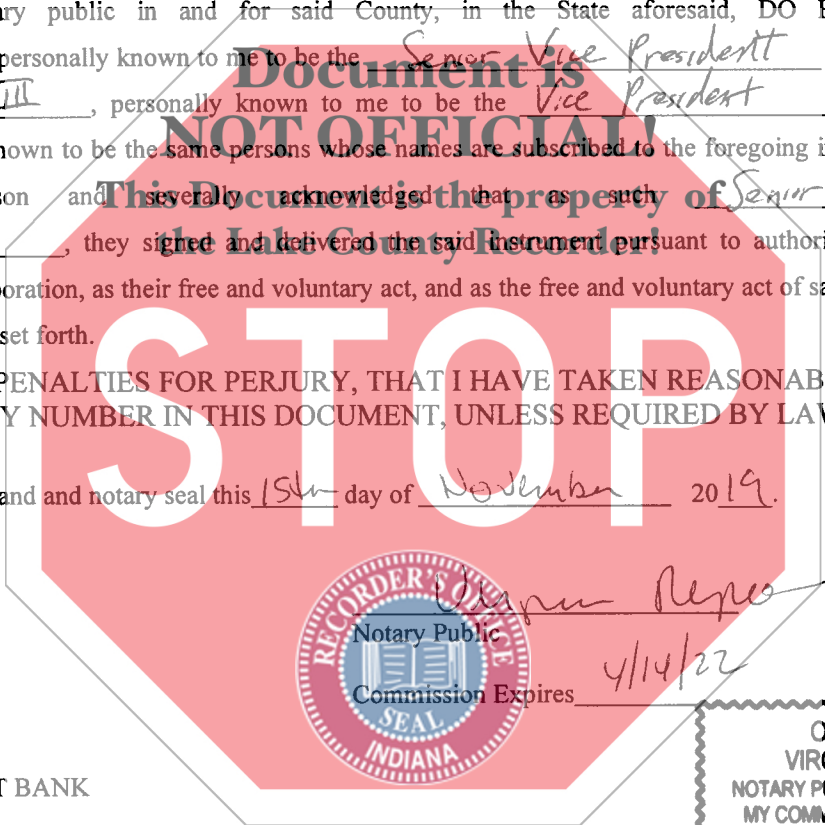 ry public in and for said County, in the State aforesaid, DO
personally known to me to be the Senior Vice Presidentt
Document is
III, personally known to me to be the Vice President
NOT OFFICIAL!
nown to be the same persons whose names are subscribed to the foregoing i
This Document is the property of
on and severally acknowledged that as such Senior
, they signed and delivered the said instrument pursuant to authori
the Lake County Recorder!
oration, as their free and voluntary act, and as the free and voluntary act of sa
set forth.
STOP
PENALTIES FOR PERJURY, THAT I HAVE TAKEN REASONAB
Y NUMBER IN THIS DOCUMENT, UNLESS REQUIRED BY LAW
and and notary seal this 15th day of November 2019.
RECORDER'S OFFICE
Notary Public
Commission Expires 4/14/22
SEAL
INDIANA
T BANK
VIRG
NOTARY P
MY COMM